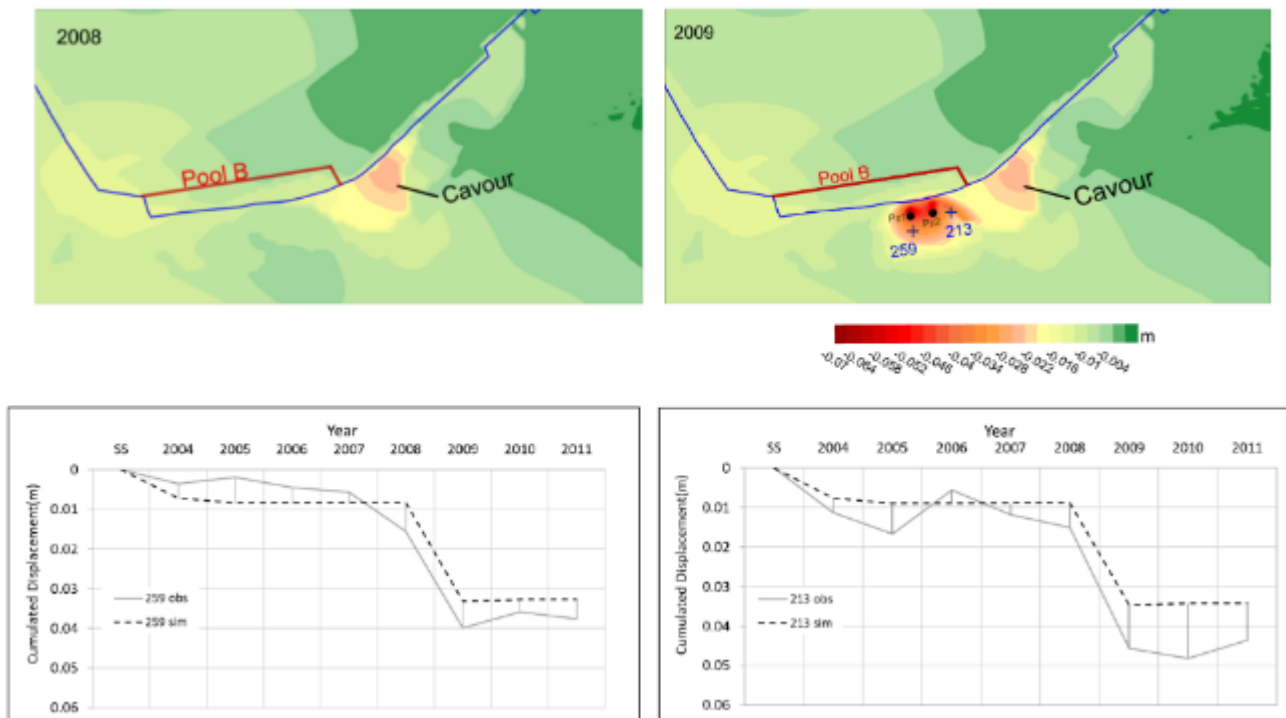 2008
Pool B
Cavour
2009
Pool B
Cavour
Pz1
Pz2
213
259
m
-0.07
-0.064
-0.058
-0.052
-0.046
-0.04
-0.034
-0.028
-0.022
-0.016
-0.01
-0.004
Year
SS 2004 2005 2006 2007 2008 2009 2010 2011
Cumulated Displacement(m)
0
0.01
0.02
0.03
0.04
0.05
0.06
259 obs
259 sim
Year
SS 2004 2005 2006 2007 2008 2009 2010 2011
Cumulated Displacement(m)
0
0.01
0.02
0.03
0.04
0.05
0.06
213 obs
213 sim